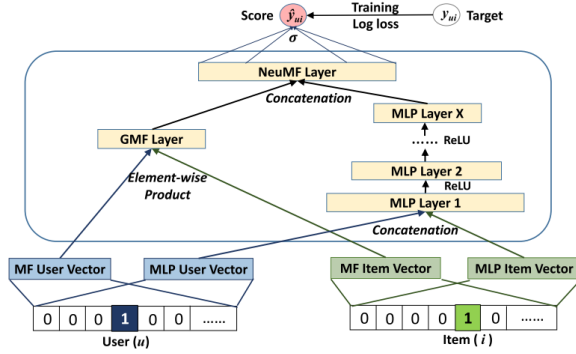 Score ŷui Training yui Target
Log loss
σ
NeuMF Layer
Concatenation
MLP Layer X
GMF Layer
...... ReLU
Element-wise
Product
MLP Layer 2
ReLU
MLP Layer 1
Concatenation
MF User Vector MLP User Vector MF Item Vector MLP Item Vector
0 0 0 1 0 0 ...... 0 0 0 0 1 0 ......
User (u) Item ( i )